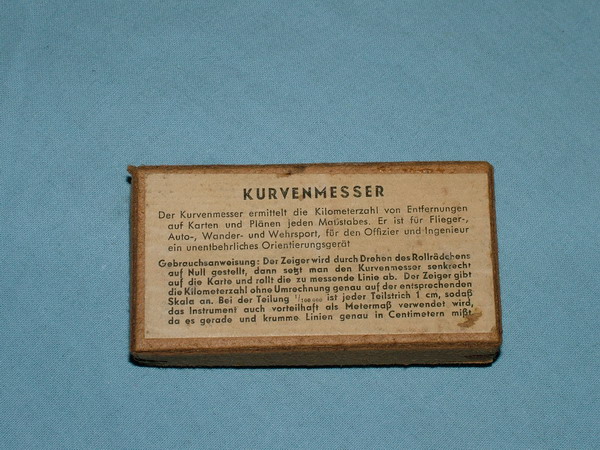 KURVENMESSER
Der Kurvenmesser ermittelt die Kilometerzahl von Entfernungen
auf Karten und Plänen jeden Maßstabes. Er ist für Flieger-,
Auto-, Wander- und Wehrsport, für den Offizier und Ingenieur
ein unentbehrliches Orientierungsgerät
Gebrauchsanweisung: Der Zeiger wird durch Drehen des Rollrädchens
auf Null gestellt, dann setzt man den Kurvenmesser senkrecht
auf die Karte und rollt die zu messende Linie ab. Der Zeiger gibt
die Kilometerzahl ohne Umrechnung genau auf der entsprechenden
Skala an. Bei der Teilung 1/100 000 ist jeder Teilstrich 1 cm, sodaß
das Instrument auch vorteilhaft als Metermaß verwendet wird,
da es gerade und krumme Linien genau in Centimetern mißt.